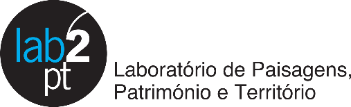 lab2
pt
Laboratório de Paisagens,
Património e Território